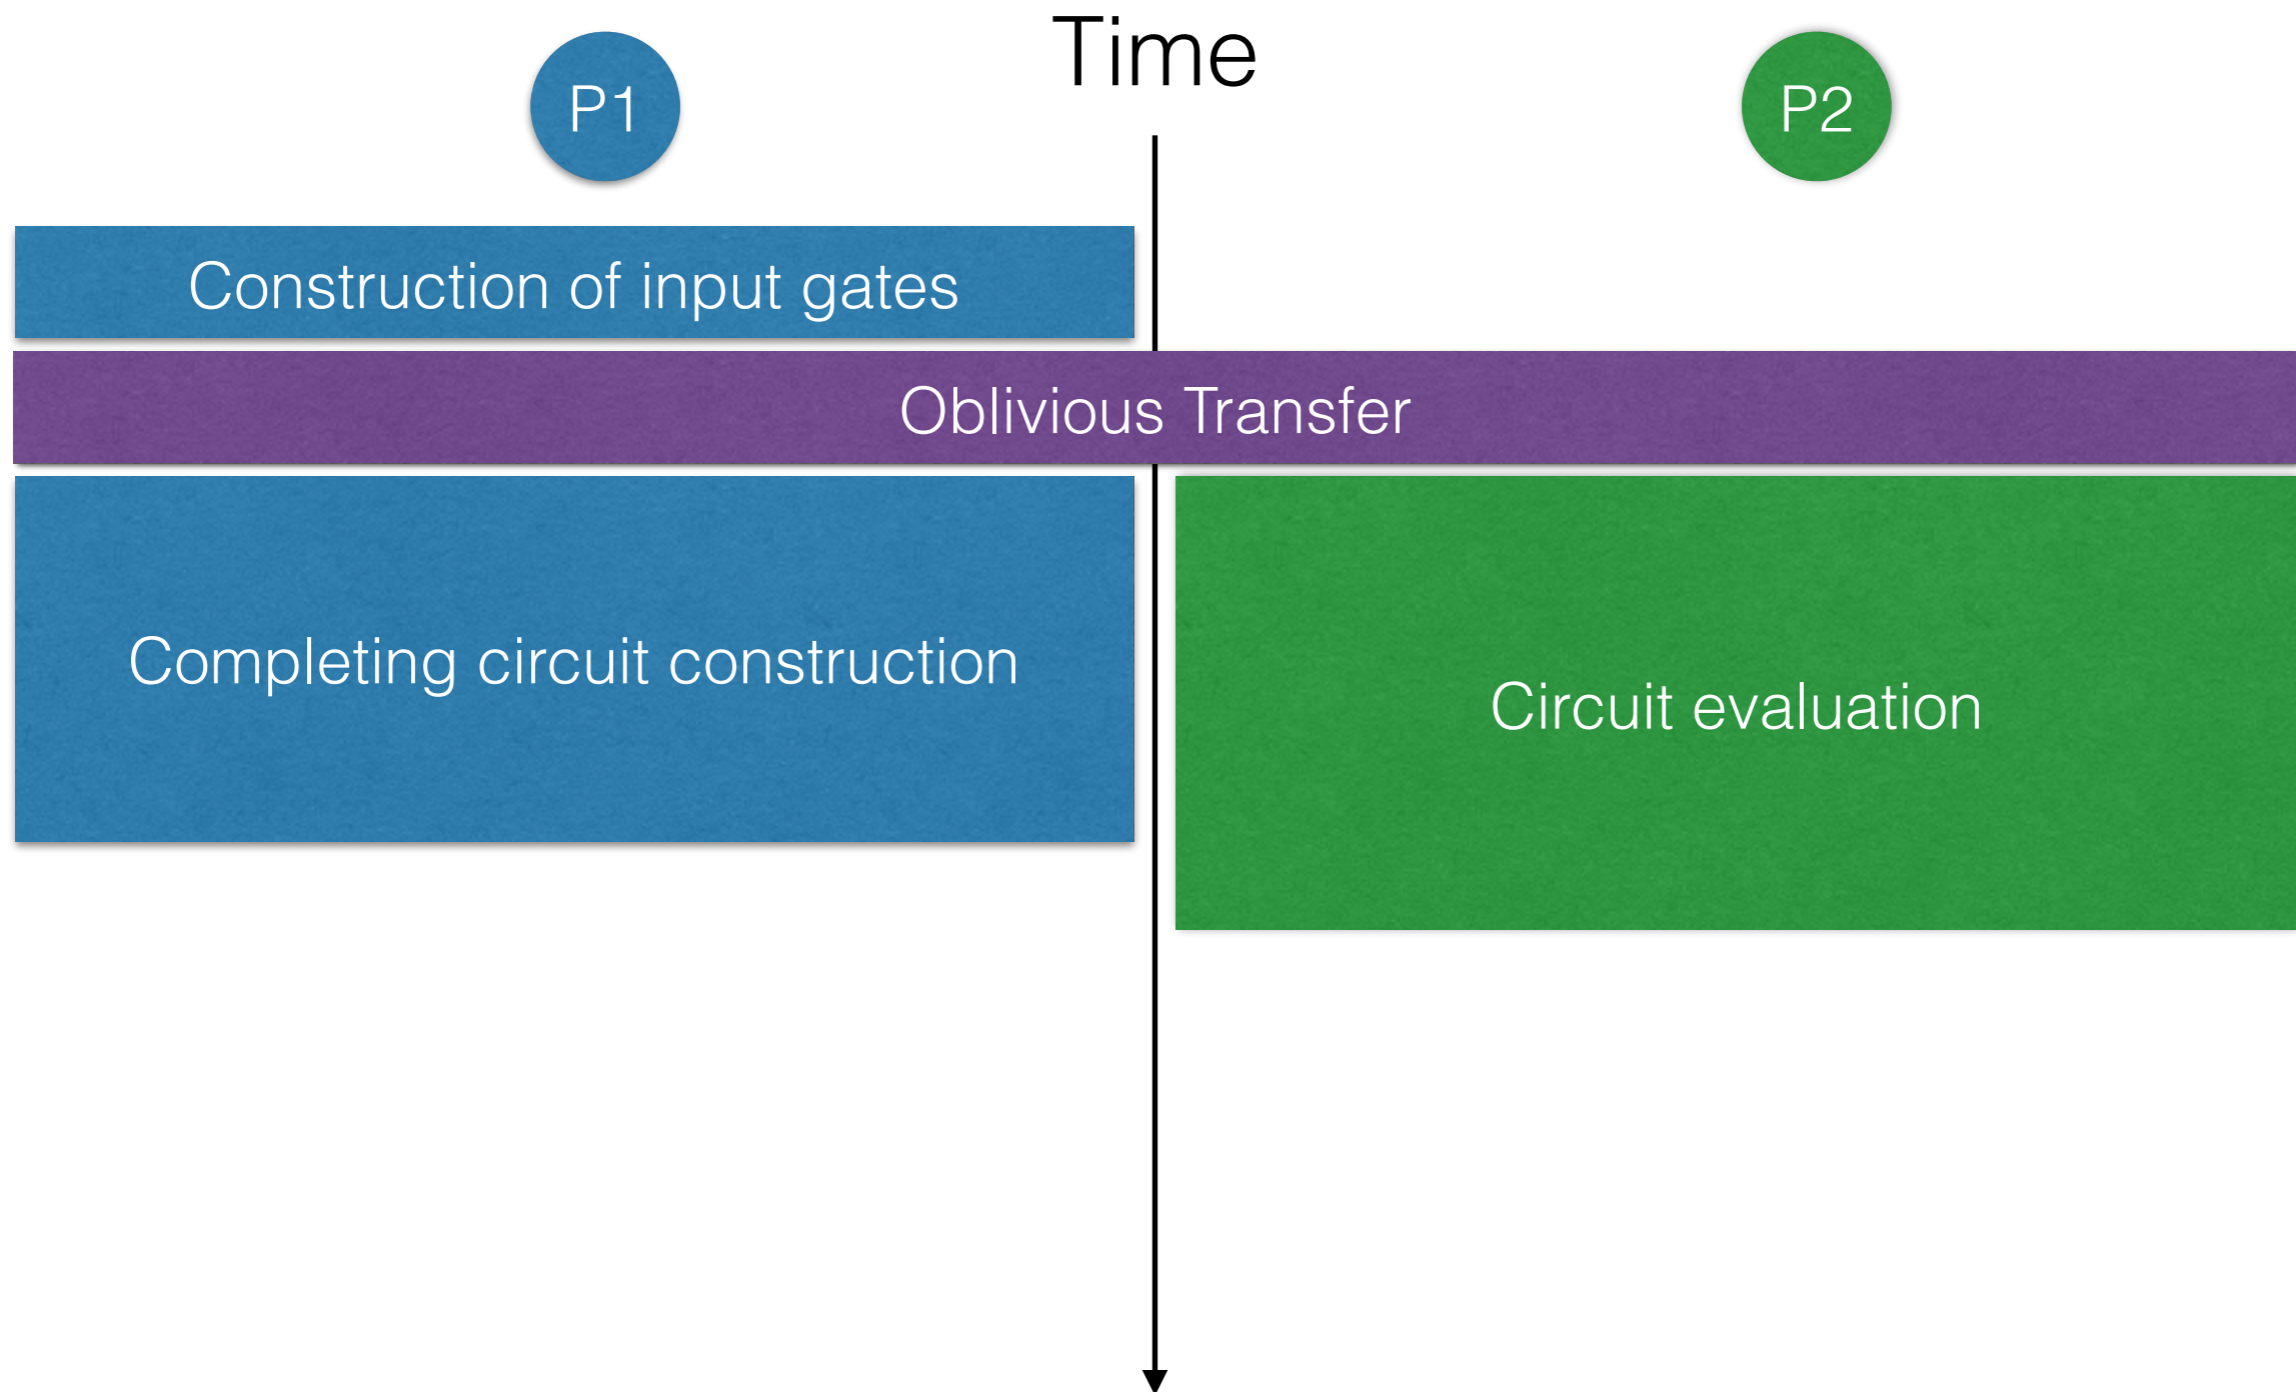 Time
P1
P2
Construction of input gates
Oblivious Transfer
Completing circuit construction
Circuit evaluation